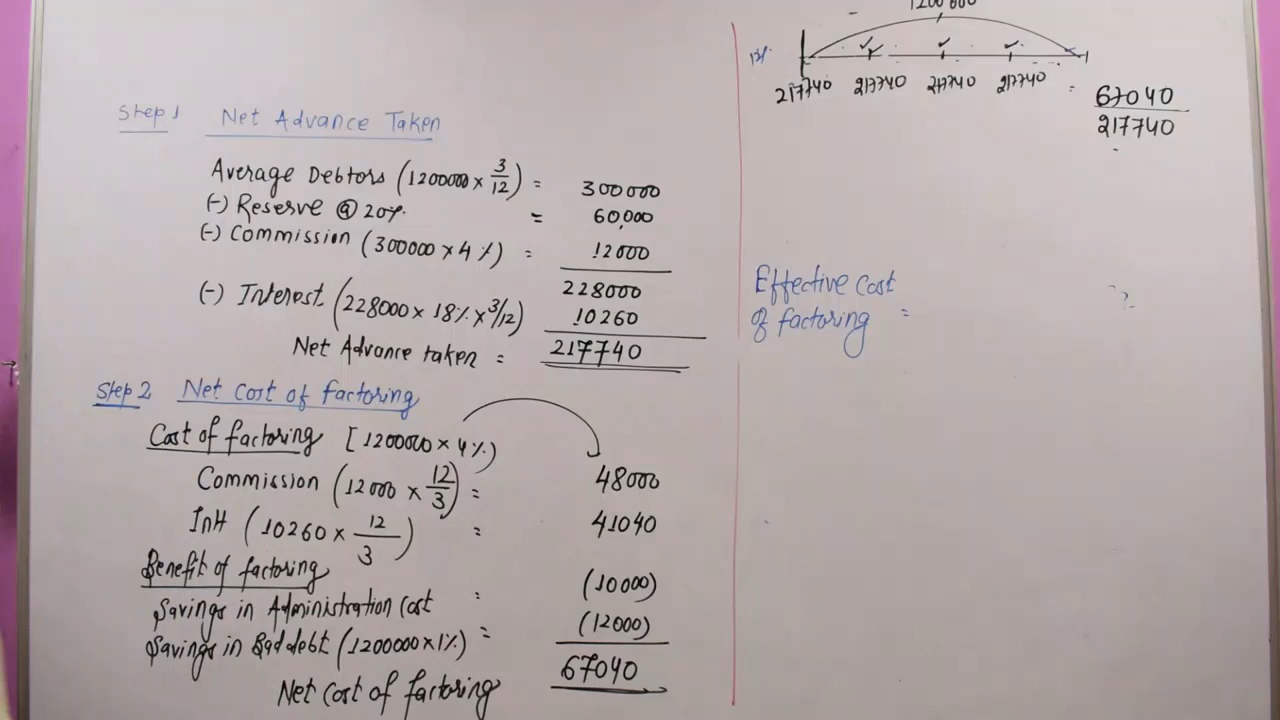 Step 1 Net Advance Taken
Average Debtors (1200000 × 3/12) = 300000
(-) Reserve @ 20% = 60,000
(-) Commission (300000 × 4%) = 12000
228000
(-) Interest (228000 × 18% × 3/12) 10260
Net Advance taken = 217740
Step 2 Net Cost of factoring
Cost of factoring [1200000 × 4%)
Commission (12000 × 12/3) = 48000
Int (10260 × 12/3) = 41040
Benefit of factoring
Savings in Administration Cost : (10000)
Savings in Bad debt (1200000 × 1%) = (12000)
Net Cost of factoring 67040
1200000
217740 217740 217740 217740 = 67040
217740
Effective Cost
of factoring =